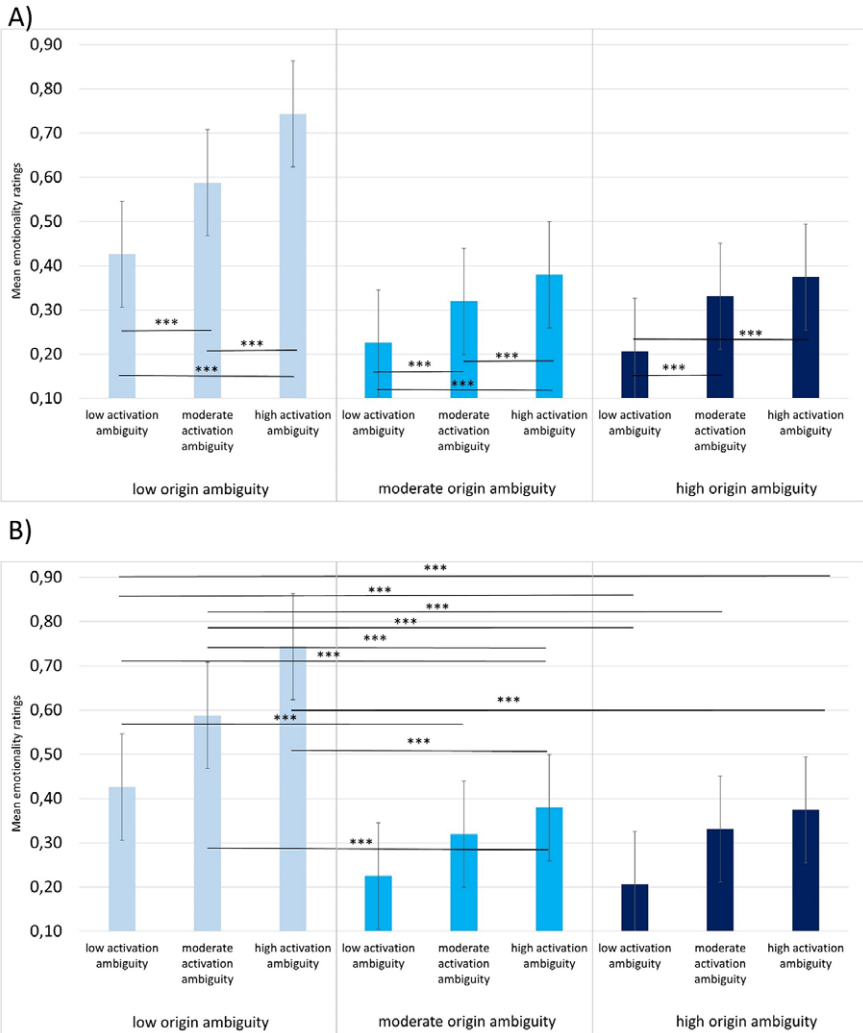 A)
0,90
0,80
0,70
0,60
0,50
0,40
0,30
0,20
0,10
Mean emotionality ratings
***
***
***
***
***
***
***
***
low activation ambiguity
moderate activation ambiguity
high activation ambiguity
low activation ambiguity
moderate activation ambiguity
high activation ambiguity
low activation ambiguity
moderate activation ambiguity
high activation ambiguity
low origin ambiguity
moderate origin ambiguity
high origin ambiguity
B)
0,90
0,80
0,70
0,60
0,50
0,40
0,30
0,20
0,10
Mean emotionality ratings
***
***
***
***
***
***
***
***
***
***
low activation ambiguity
moderate activation ambiguity
high activation ambiguity
low activation ambiguity
moderate activation ambiguity
high activation ambiguity
low activation ambiguity
moderate activation ambiguity
high activation ambiguity
low origin ambiguity
moderate origin ambiguity
high origin ambiguity